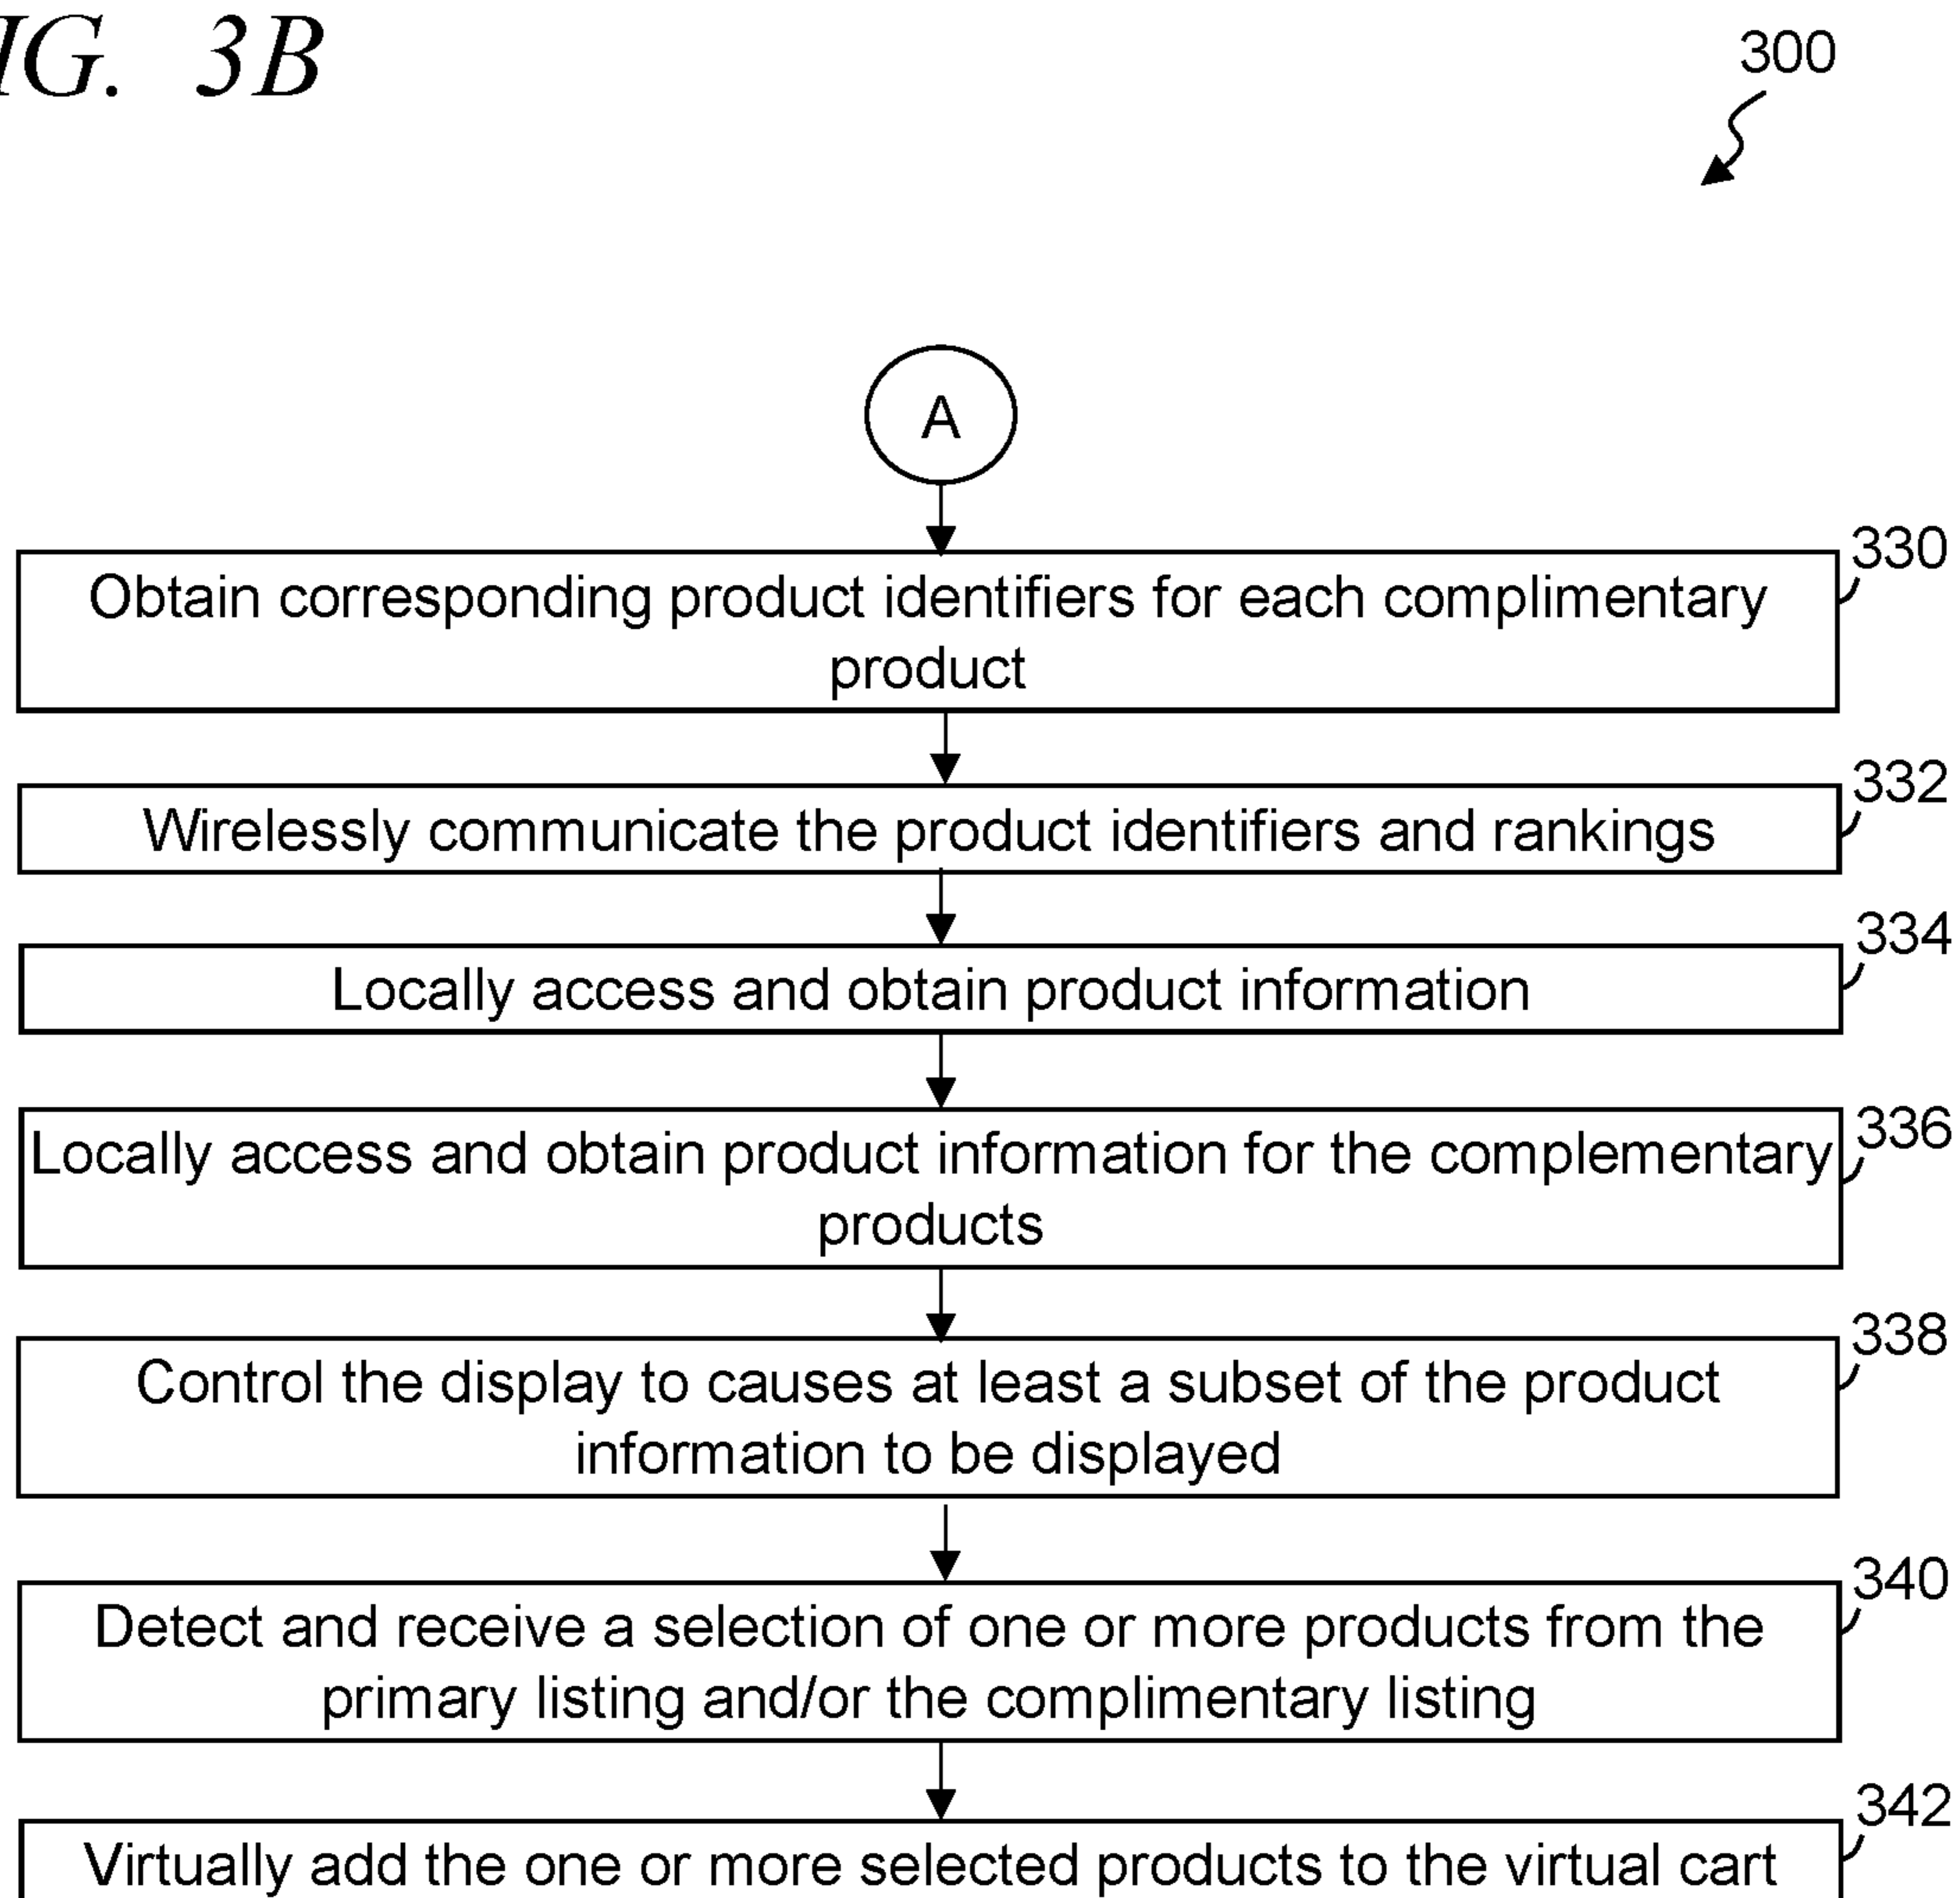 IG. 3B
300
A
330
Obtain corresponding product identifiers for each complimentary
product
332
Wirelessly communicate the product identifiers and rankings
334
Locally access and obtain product information
336
Locally access and obtain product information for the complementary
products
338
Control the display to causes at least a subset of the product
information to be displayed
340
Detect and receive a selection of one or more products from the
primary listing and/or the complimentary listing
342
Virtually add the one or more selected products to the virtual cart